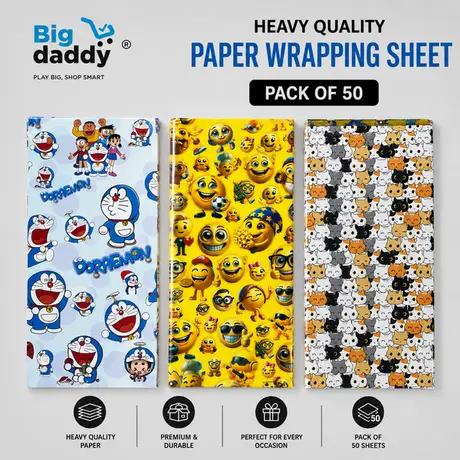 Big
daddy®
PLAY BIG, SHOP SMART
HEAVY QUALITY
PAPER WRAPPING SHEET
PACK OF 50
DORAEMON
DORAEMON
DORAEMON
HEAVY QUALITY
PAPER
PREMIUM &
DURABLE
PERFECT FOR EVERY
OCCASION
50
PACK OF
50 SHEETS